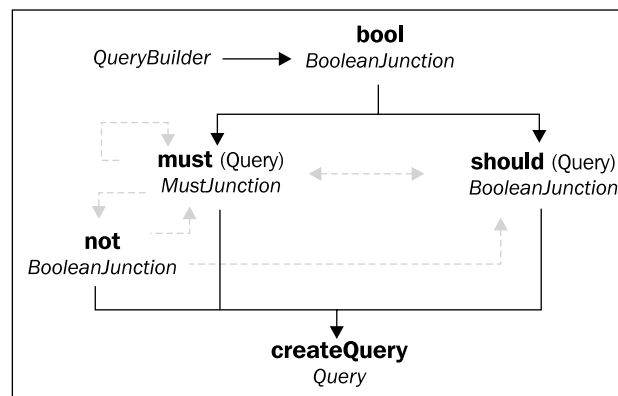 bool
QueryBuilder
BooleanJunction
must (Query)
MustJunction
should (Query)
BooleanJunction
not
BooleanJunction
createQuery
Query